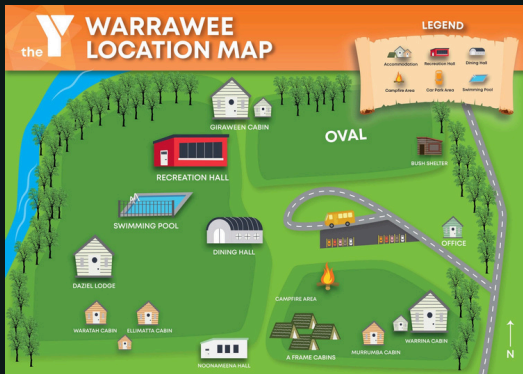 the Y
WARRAWEE
LOCATION MAP
LEGEND
Accommodation
Recreation Hall
Dining Hall
Campfire Area
Car Park Area
Swimming Pool
GIRAWEEN CABIN
OVAL
BUSH SHELTER
RECREATION HALL
SWIMMING POOL
DINING HALL
OFFICE
DAZIEL LODGE
CAMPFIRE AREA
WARATAH CABIN
ELLIMATTA CABIN
NOONAMEENA HALL
A FRAME CABINS
MURRUMBA CABIN
WARRINA CABIN
N